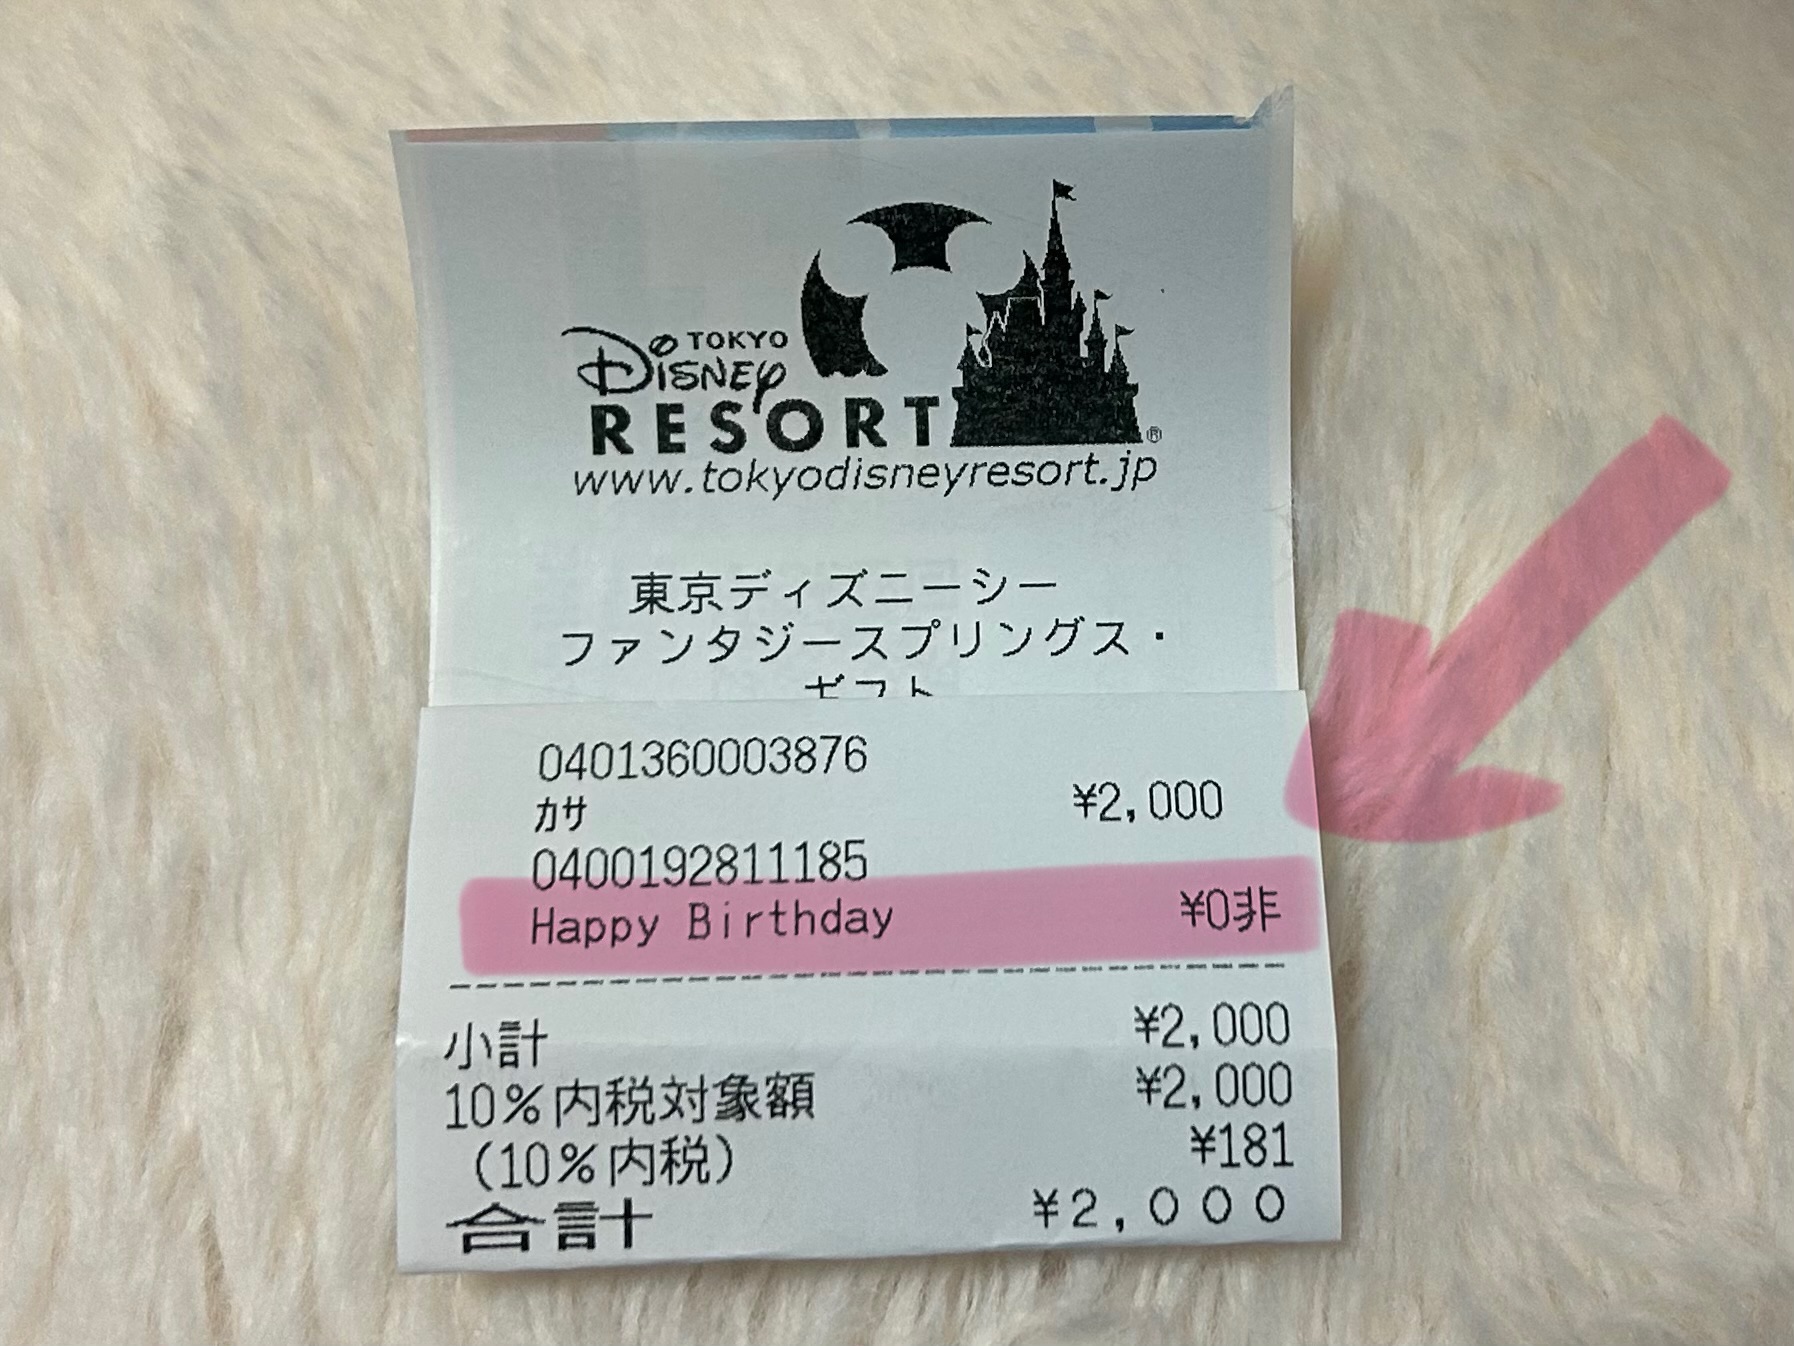 TOKYO
Disney
RESORT®
www.tokyodisneyresort.jp
東京ディズニーシー
ファンタジースプリングス・
ギフト
0401360003876
カサ ¥2,000
0400192811185
Happy Birthday ¥0非
小計 ¥2,000
10%内税対象額 ¥2,000
(10%内税) ¥181
合計 ¥2,000